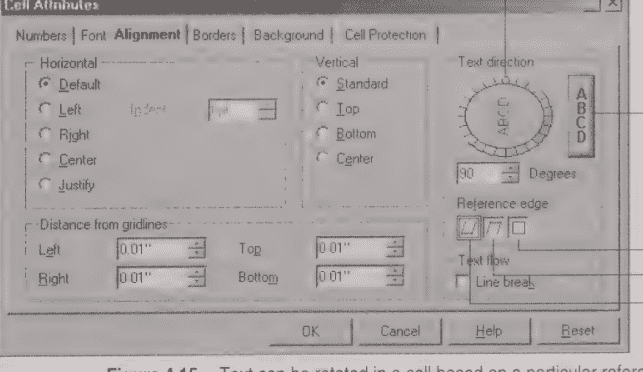 Cell Attributes
Numbers Font Alignment Borders Background Cell Protection
Horizontal
Default
Left Indent
Right
Center
Justify
Vertical
Standard
Top
Bottom
Center
Text direction
ABCD
A
B
C
D
90 Degrees
Reference edge
Text flow
Line break
Distance from gridlines
Left 0.01" Top 0.01"
Right 0.01" Bottom 0.01"
OK Cancel Help Reset
Figure 4.15 Text can be rotated in a cell based on a particular refer